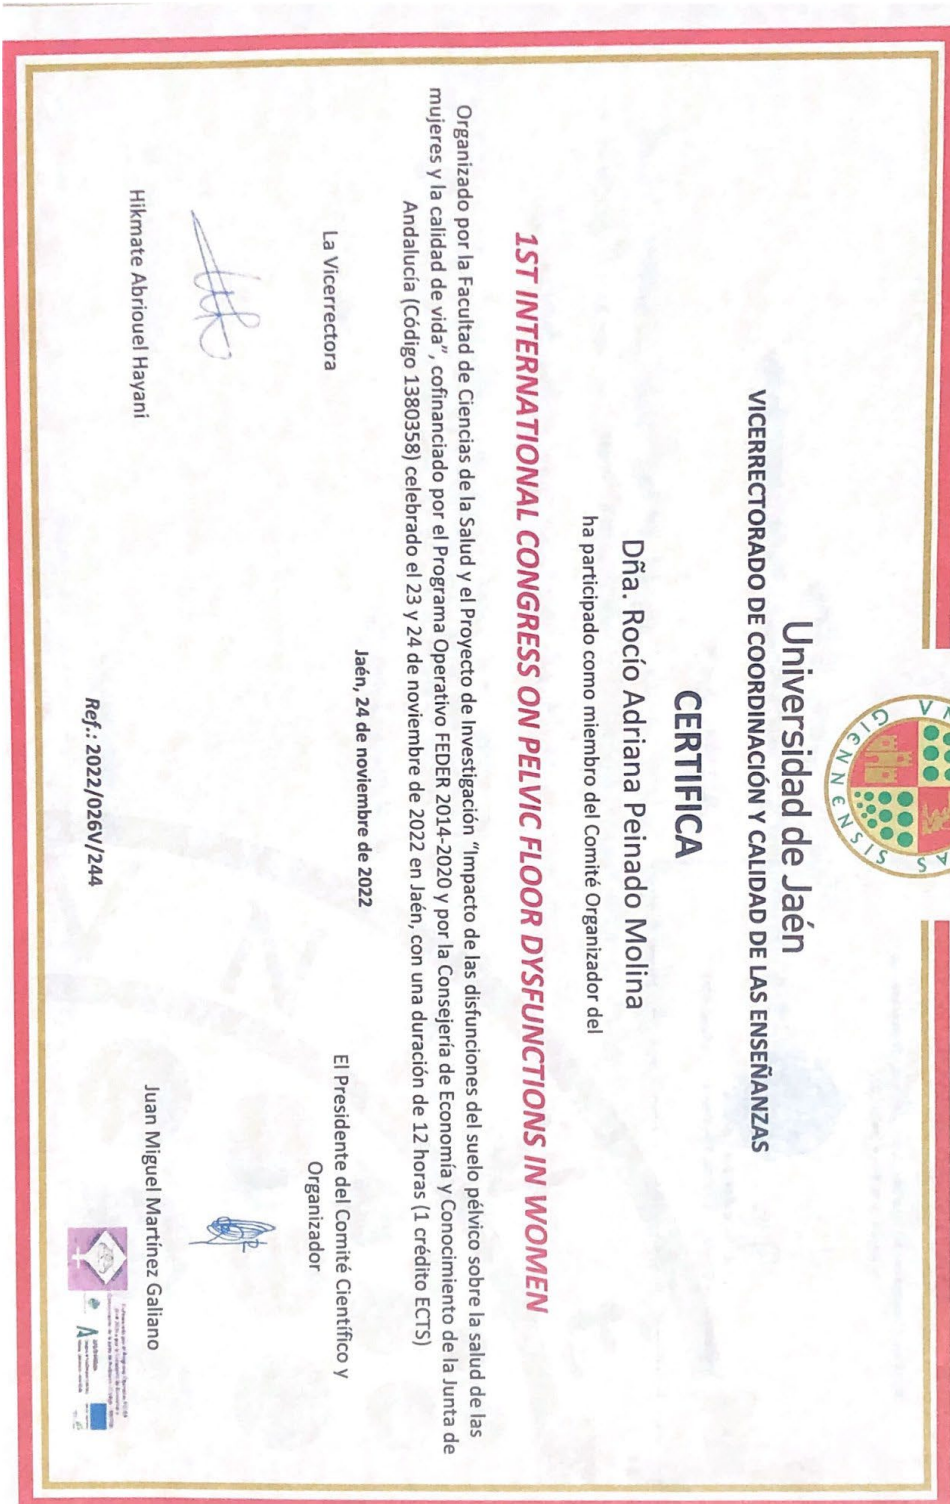 Universidad de Jaén
VICERRECTORADO DE COORDINACIÓN Y CALIDAD DE LAS ENSEÑANZAS
CERTIFICA
Dña. Rocío Adriana Peinado Molina
ha participado como miembro del Comité Organizador del
1ST INTERNATIONAL CONGRESS ON PELVIC FLOOR DYSFUNCTIONS IN WOMEN
Organizado por la Facultad de Ciencias de la Salud y el Proyecto de Investigación "Impacto de las disfunciones del suelo pélvico sobre la salud de las
mujeres y la calidad de vida", cofinanciado por el Programa Operativo FEDER 2014-2020 y por la Consejería de Economía y Conocimiento de la Junta de
Andalucía (Código 1380358) celebrado el 23 y 24 de noviembre de 2022 en Jaén, con una duración de 12 horas (1 crédito ECTS)
Jaén, 24 de noviembre de 2022
La Vicerrectora
El Presidente del Comité Científico y
Organizador
Hikmate Abriouel Hayani
Juan Miguel Martínez Galiano
Ref.: 2022/026V/244